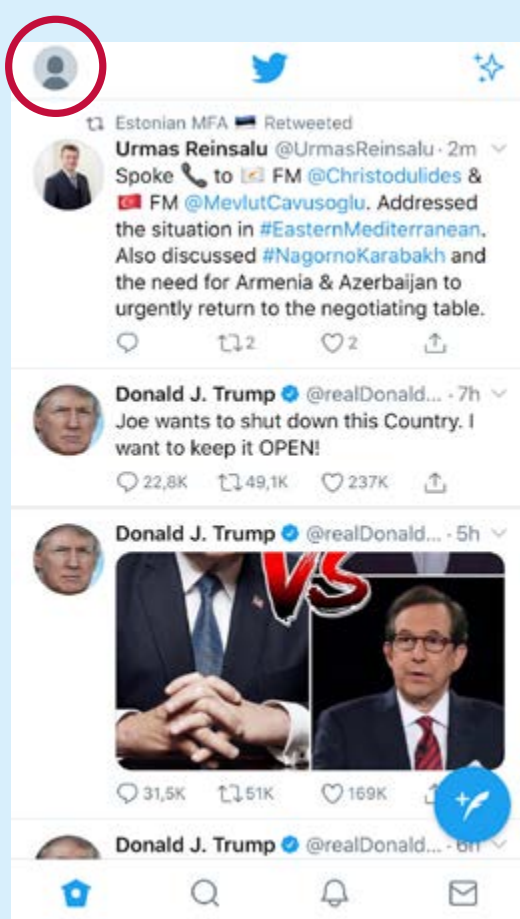 Estonian MFA 🇪🇪 Retweeted
Urmas Reinsalu @UrmasReinsalu · 2m
Spoke 📞 to 🇨🇾 FM @Christodulides &
🇹🇷 FM @MevlutCavusoglu. Addressed
the situation in #EasternMediterranean.
Also discussed #NagornoKarabakh and
the need for Armenia & Azerbaijan to
urgently return to the negotiating table.
2 2
Donald J. Trump @realDonald... · 7h
Joe wants to shut down this Country. I
want to keep it OPEN!
22,8K 49,1K 237K
Donald J. Trump @realDonald... · 5h
VS
31,5K 51K 169K
Donald J. Trump @realDonald... · 6h